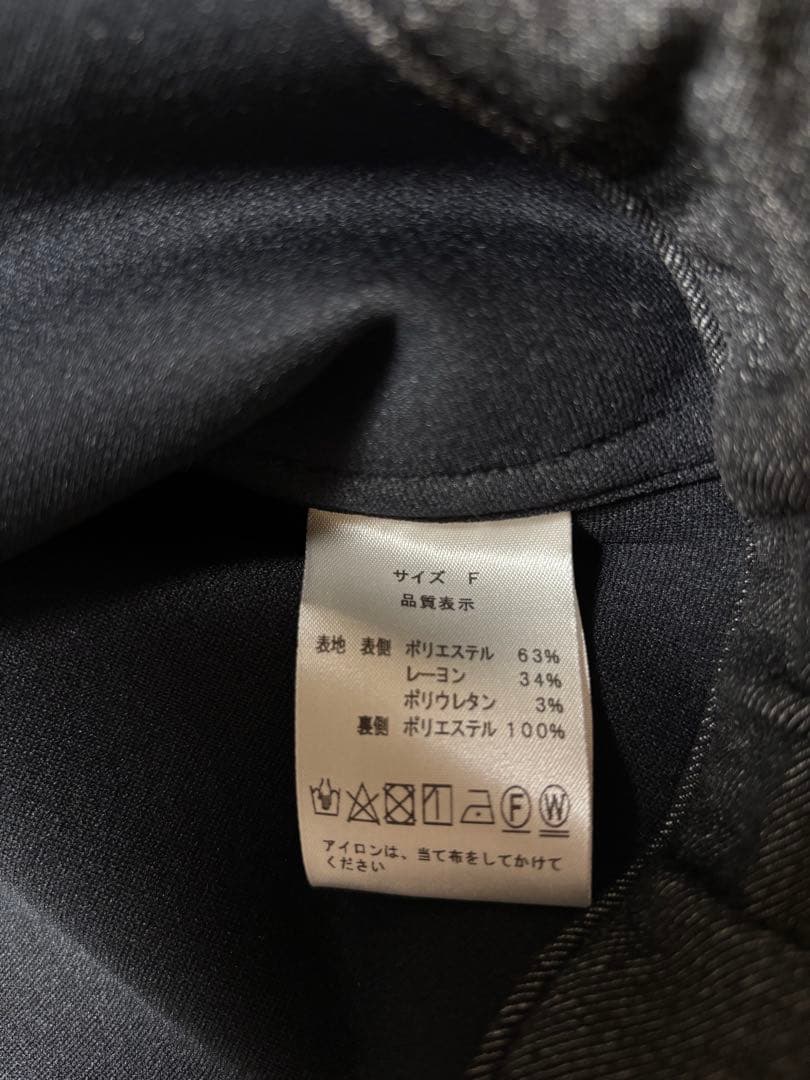 サイズ F
品質表示
表地 表側 ポリエステル 63%
レーヨン 34%
ポリウレタン 3%
裏側 ポリエステル 100%
F W
アイロンは、当て布をしてかけて
ください